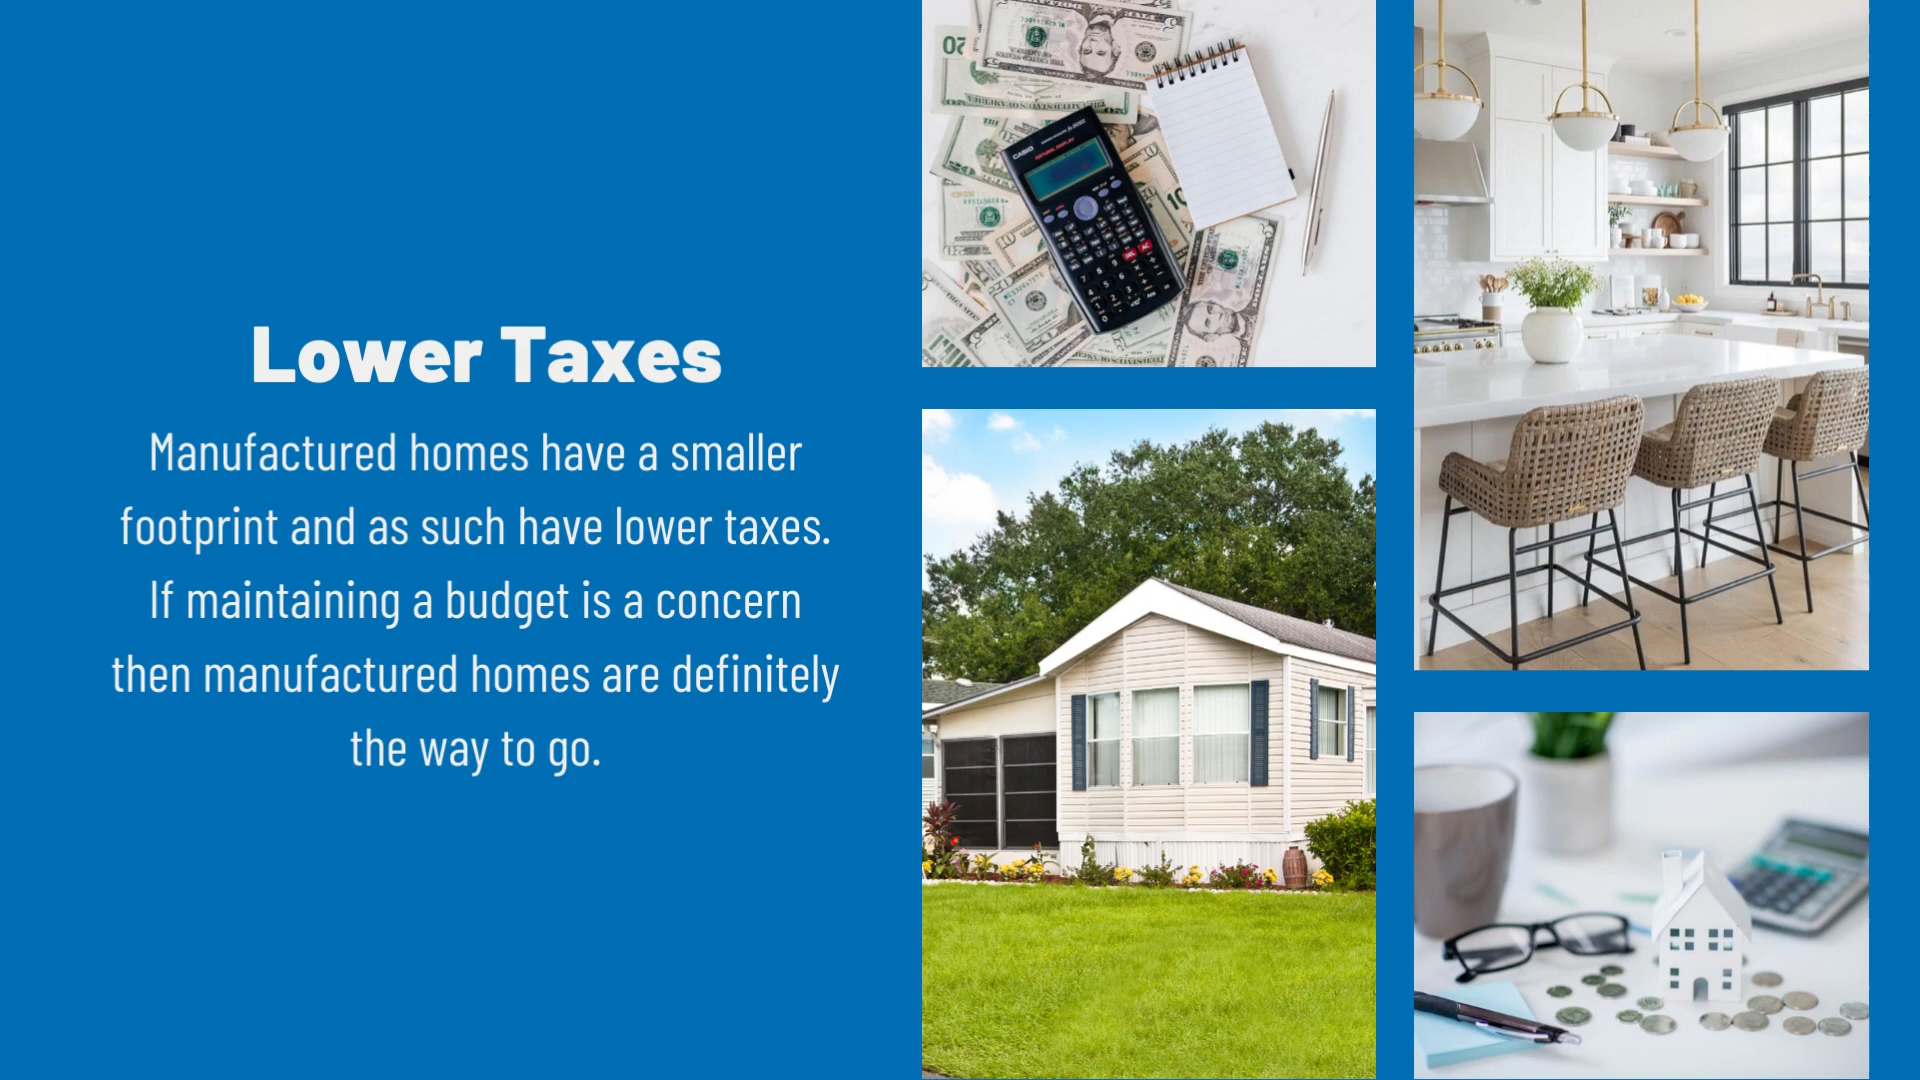 Lower Taxes
Manufactured homes have a smaller
footprint and as such have lower taxes.
If maintaining a budget is a concern
then manufactured homes are definitely
the way to go.
CASIO